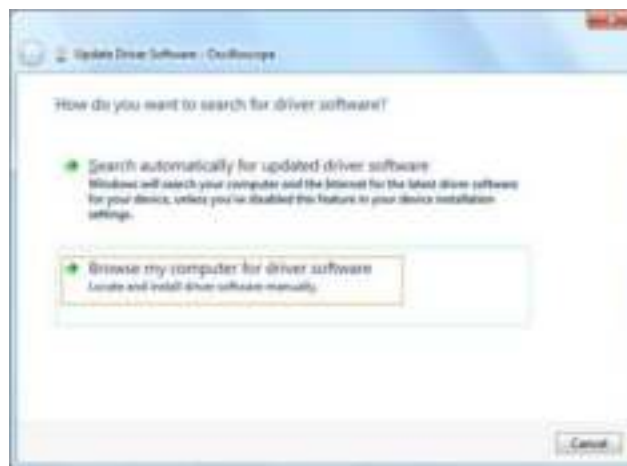 Update Driver Software - Oscilloscope
How do you want to search for driver software?
Search automatically for updated driver software
Windows will search your computer and the Internet for the latest driver software
for your device, unless you've disabled this feature in your device installation
settings.
Browse my computer for driver software
Locate and install driver software manually.
Cancel